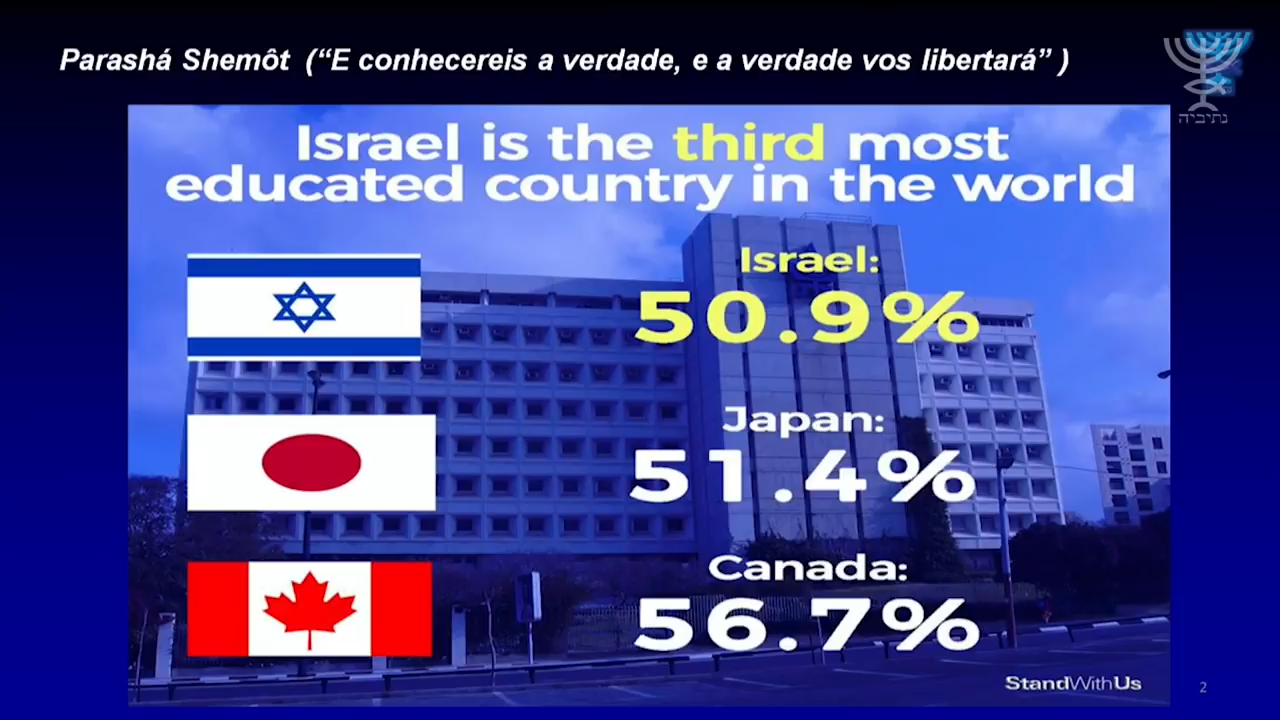 Parashá Shemôt (“E conhecereis a verdade, e a verdade vos libertará” )
נתיביה
Israel is the third most
educated country in the world
Israel:
50.9%
Japan:
51.4%
Canada:
56.7%
StandWithUs
2